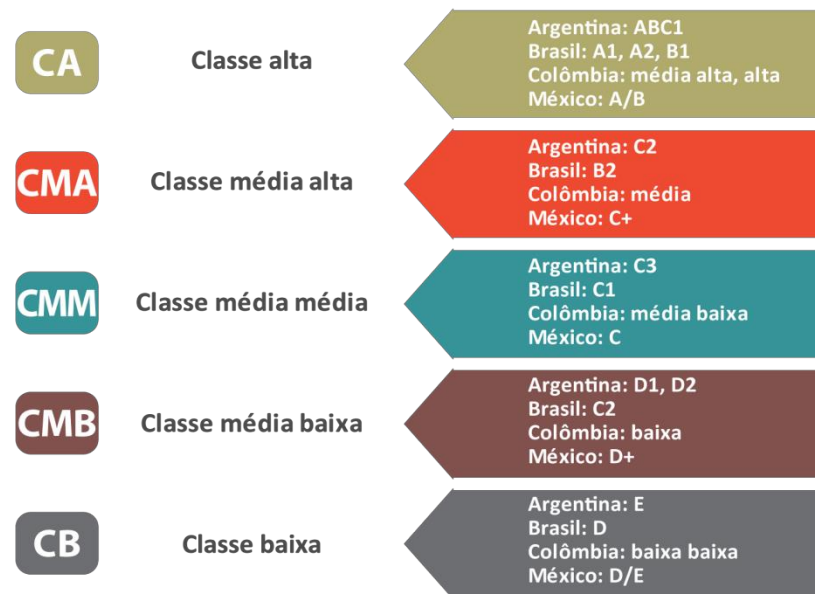 CA
Classe alta
Argentina: ABC1
Brasil: A1, A2, B1
Colômbia: média alta, alta
México: A/B
CMA
Classe média alta
Argentina: C2
Brasil: B2
Colômbia: média
México: C+
CMM
Classe média média
Argentina: C3
Brasil: C1
Colômbia: média baixa
México: C
CMB
Classe média baixa
Argentina: D1, D2
Brasil: C2
Colômbia: baixa
México: D+
CB
Classe baixa
Argentina: E
Brasil: D
Colômbia: baixa baixa
México: D/E